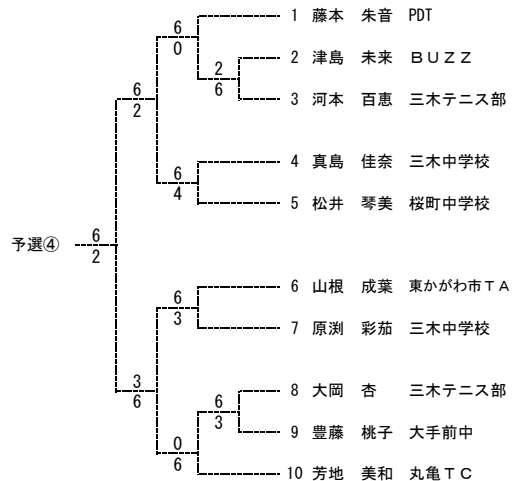 6
0
1 藤本 朱音 PDT
2
6
2 津島 未来 ＢＵＺＺ
3 河本 百恵 三木テニス部
6
2
6
4
4 真島 佳奈 三木中学校
5 松井 琴美 桜町中学校
予選④
6
2
6
3
6 山根 成葉 東かがわ市ＴＡ
7 原渕 彩茄 三木中学校
3
6
6
3
8 大岡 杏 三木テニス部
9 豊藤 桃子 大手前中
0
6
10 芳地 美和 丸亀ＴＣ